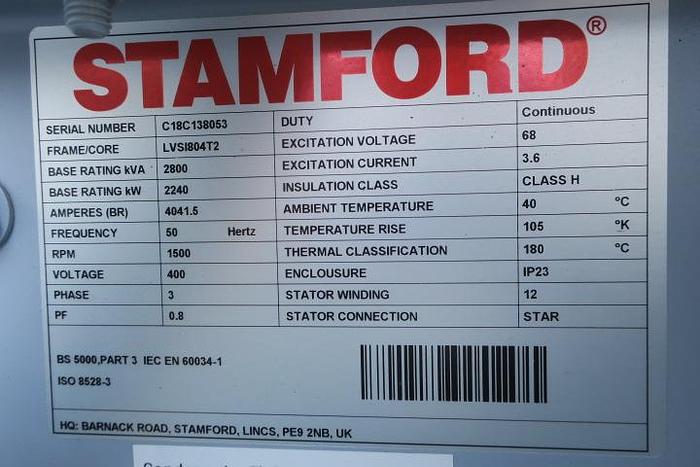 STAMFORD®
SERIAL NUMBER C18C138053 DUTY Continuous
FRAME/CORE LVSI804T2 EXCITATION VOLTAGE 68
BASE RATING kVA 2800 EXCITATION CURRENT 3.6
BASE RATING kW 2240 INSULATION CLASS CLASS H
AMPERES (BR) 4041.5 AMBIENT TEMPERATURE 40 °C
FREQUENCY 50 Hertz TEMPERATURE RISE 105 °K
RPM 1500 THERMAL CLASSIFICATION 180 °C
VOLTAGE 400 ENCLOUSURE IP23
PHASE 3 STATOR WINDING 12
PF 0.8 STATOR CONNECTION STAR
BS 5000,PART 3 IEC EN 60034-1
ISO 8528-3
HQ: BARNACK ROAD, STAMFORD, LINCS, PE9 2NB, UK